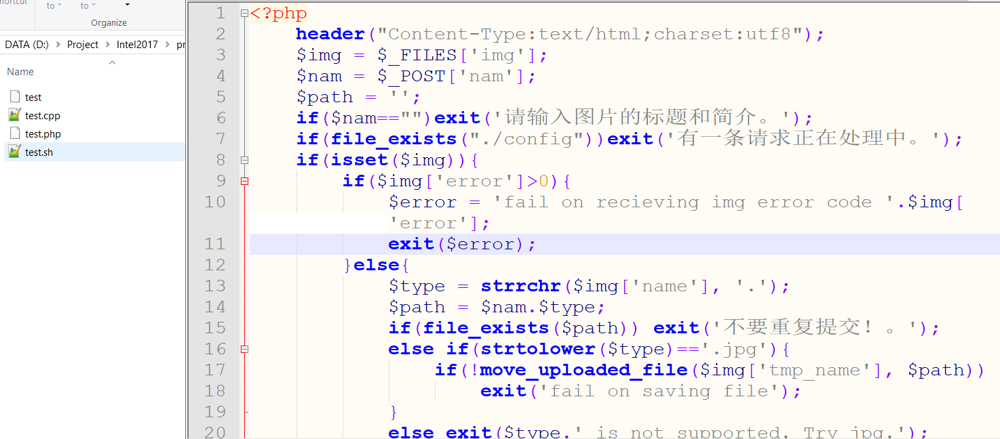 to to
Organize
DATA (D:) > Project > Intel2017 > pr
Name
test
test.cpp
test.php
test.sh
1 <?php
2 header("Content-Type:text/html;charset:utf8");
3 $img = $_FILES['img'];
4 $nam = $_POST['nam'];
5 $path = '';
6 if($nam=="")exit('请输入图片的标题和简介。');
7 if(file_exists("./config"))exit('有一条请求正在处理中。');
8 if(isset($img)){
9 if($img['error']>0){
10 $error = 'fail on recieving img error code '.$img[
'error'];
11 exit($error);
12 }else{
13 $type = strrchr($img['name'], '.');
14 $path = $nam.$type;
15 if(file_exists($path)) exit('不要重复提交！。');
16 else if(strtolower($type)=='.jpg'){
17 if(!move_uploaded_file($img['tmp_name'], $path))
18 exit('fail on saving file');
19 }
20 else exit($type.' is not supported. Try jpg.');